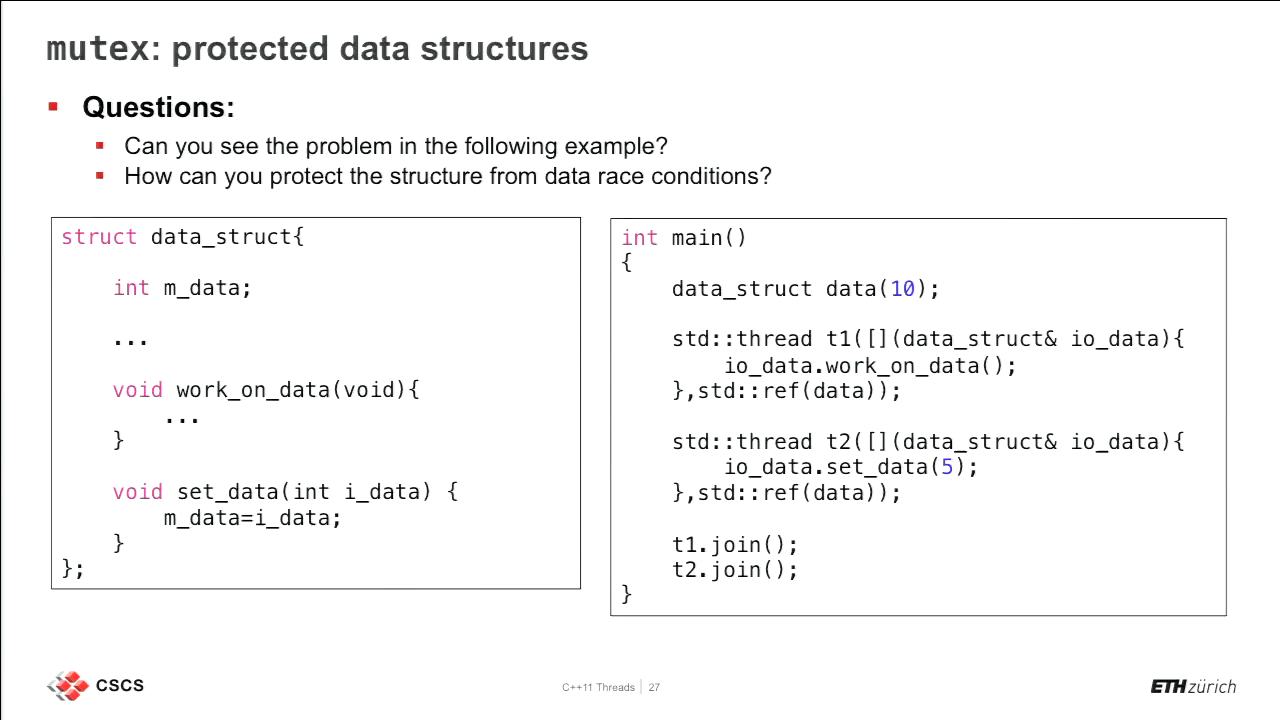 mutex: protected data structures
Questions:
Can you see the problem in the following example?
How can you protect the structure from data race conditions?
struct data_struct{
int m_data;
...
void work_on_data(void){
...
}
void set_data(int i_data) {
m_data=i_data;
}
};
int main()
{
data_struct data(10);
std::thread t1([](data_struct& io_data){
io_data.work_on_data();
},std::ref(data));
std::thread t2([](data_struct& io_data){
io_data.set_data(5);
},std::ref(data));
t1.join();
t2.join();
}
CSCS
C++11 Threads | 27
ETH zürich